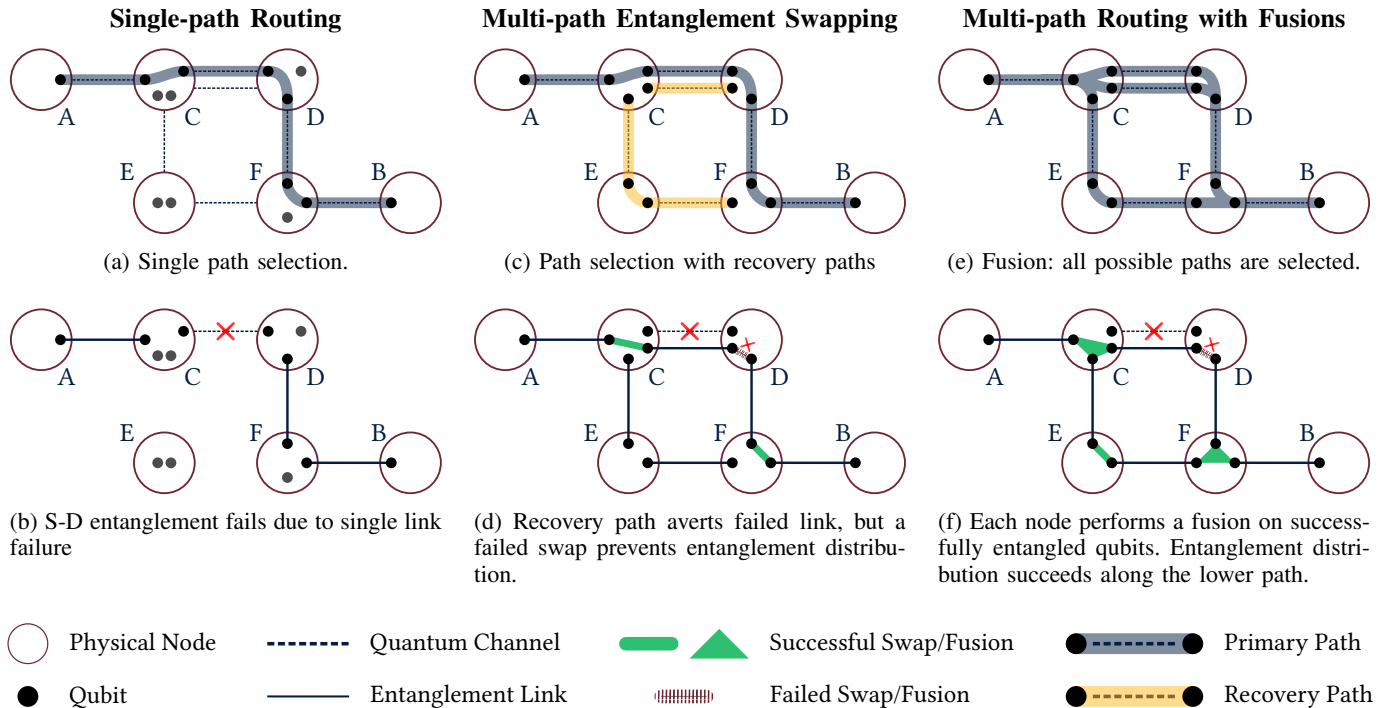 Single-path Routing
Multi-path Entanglement Swapping
Multi-path Routing with Fusions
A
C
D
E
F
B
A
C
D
E
F
B
A
C
D
E
F
B
(a) Single path selection.
(c) Path selection with recovery paths
(e) Fusion: all possible paths are selected.
A
C
D
E
F
B
A
C
D
E
F
B
A
C
D
E
F
B
(b) S-D entanglement fails due to single link
failure
(d) Recovery path averts failed link, but a
failed swap prevents entanglement distribu-
tion.
(f) Each node performs a fusion on success-
fully entangled qubits. Entanglement distri-
bution succeeds along the lower path.
Physical Node
Quantum Channel
Successful Swap/Fusion
Primary Path
Qubit
Entanglement Link
Failed Swap/Fusion
Recovery Path